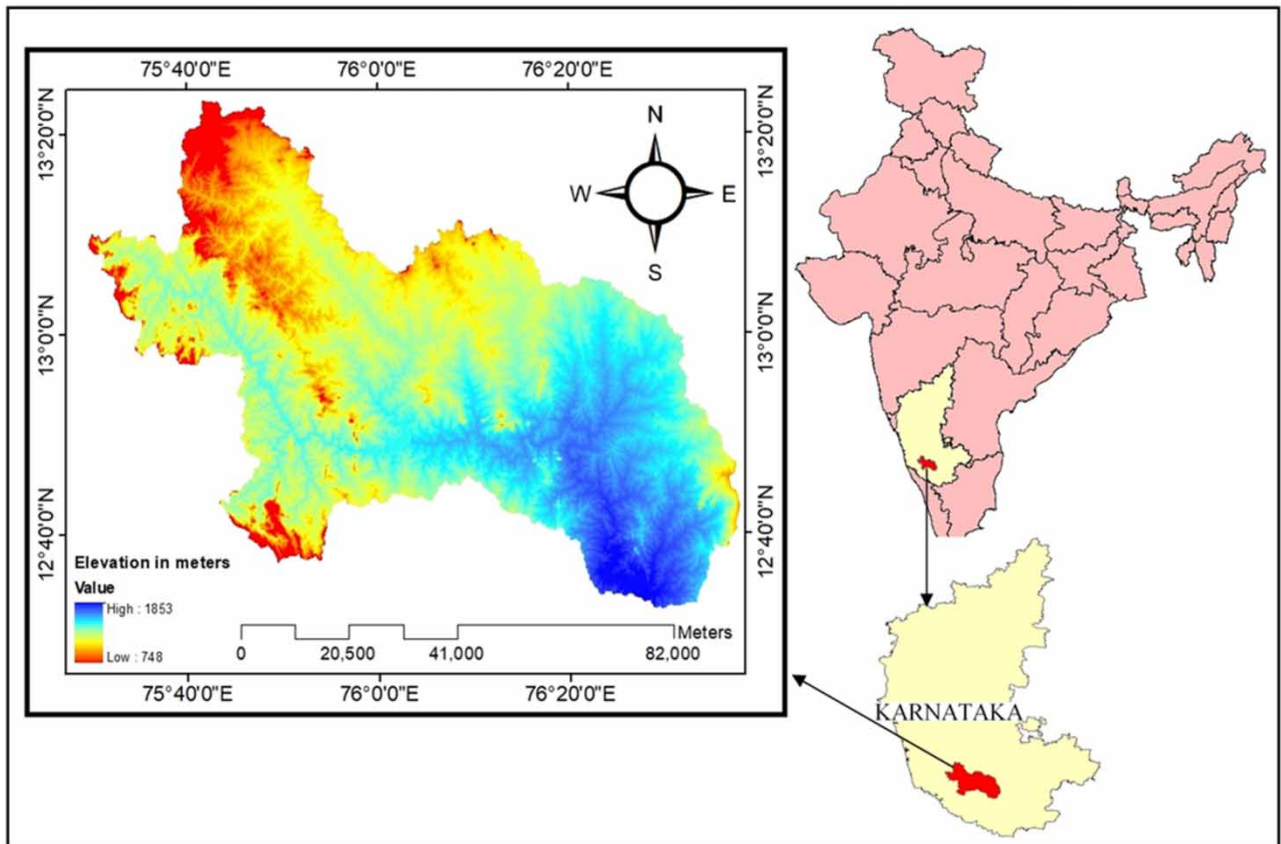 75°40'0"E 76°0'0"E 76°20'0"E
13°20'0"N
13°20'0"N
N
W E
S
13°0'0"N
13°0'0"N
12°40'0"N
12°40'0"N
Elevation in meters
Value
High : 1853
Low : 748
Meters
0 20,500 41,000 82,000
75°40'0"E 76°0'0"E 76°20'0"E
KARNATAKA